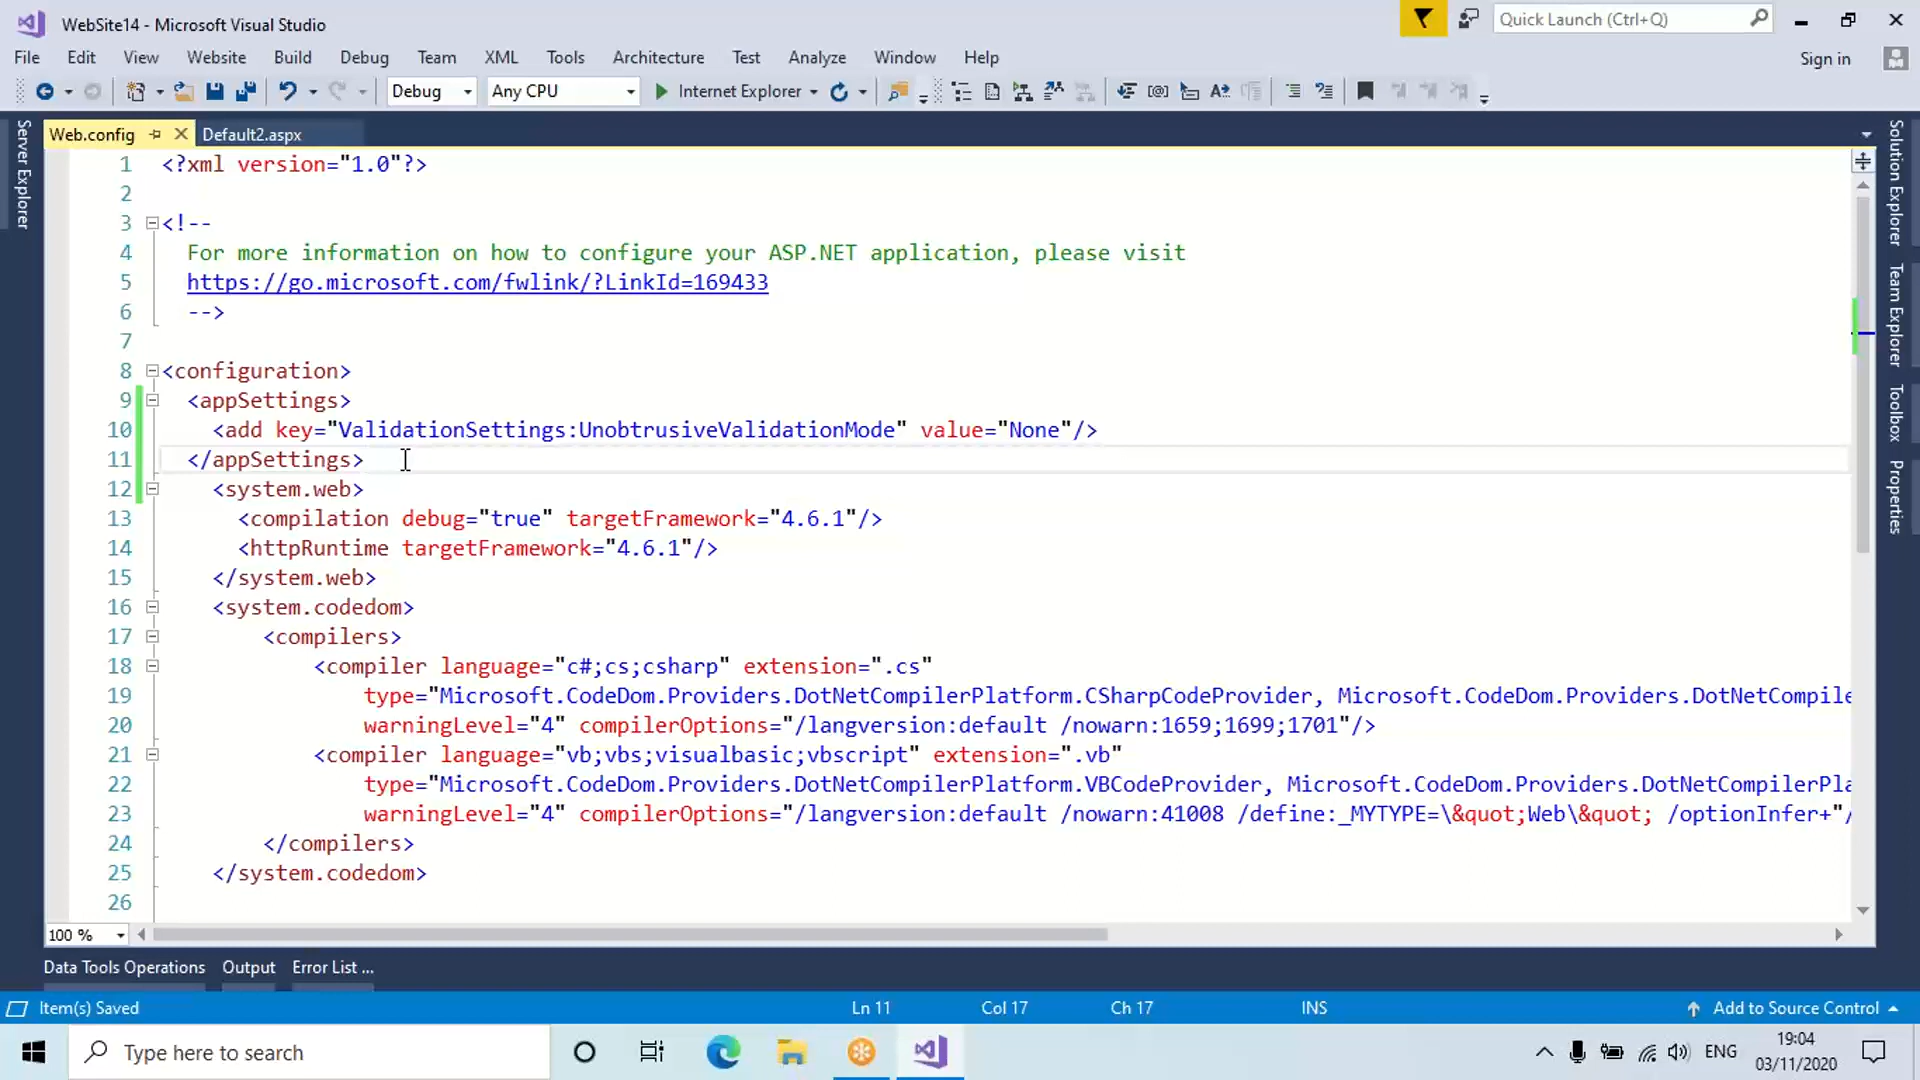 WebSite14 - Microsoft Visual Studio
Quick Launch (Ctrl+Q)
File Edit View Website Build Debug Team XML Tools Architecture Test Analyze Window Help
Sign in
Debug Any CPU Internet Explorer
Web.config Default2.aspx
Server Explorer
Solution Explorer
Team Explorer
Toolbox
Properties
1 <?xml version="1.0"?>
2
3 <!--
4 For more information on how to configure your ASP.NET application, please visit
5 https://go.microsoft.com/fwlink/?LinkId=169433
6 -->
7
8 <configuration>
9 <appSettings>
10 <add key="ValidationSettings:UnobtrusiveValidationMode" value="None"/>
11 </appSettings>
12 <system.web>
13 <compilation debug="true" targetFramework="4.6.1"/>
14 <httpRuntime targetFramework="4.6.1"/>
15 </system.web>
16 <system.codedom>
17 <compilers>
18 <compiler language="c#;cs;csharp" extension=".cs"
19 type="Microsoft.CodeDom.Providers.DotNetCompilerPlatform.CSharpCodeProvider, Microsoft.CodeDom.Providers.DotNetCompile
20 warningLevel="4" compilerOptions="/langversion:default /nowarn:1659;1699;1701"/>
21 <compiler language="vb;vbs;visualbasic;vbscript" extension=".vb"
22 type="Microsoft.CodeDom.Providers.DotNetCompilerPlatform.VBCodeProvider, Microsoft.CodeDom.Providers.DotNetCompilerPla
23 warningLevel="4" compilerOptions="/langversion:default /nowarn:41008 /define:_MYTYPE=\&quot;Web\&quot; /optionInfer+"/
24 </compilers>
25 </system.codedom>
26
100 %
Data Tools Operations Output Error List ...
Item(s) Saved Ln 11 Col 17 Ch 17 INS Add to Source Control
Type here to search
ENG
19:04
03/11/2020